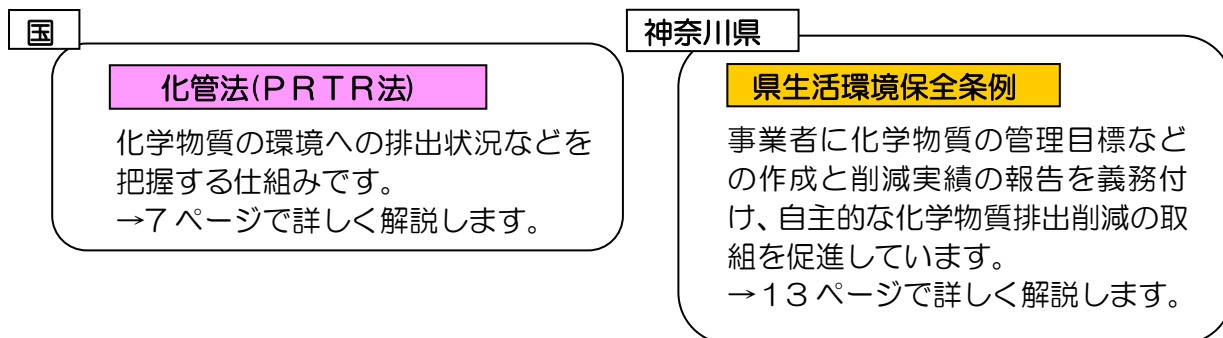 国
化管法(PRTR法)
化学物質の環境への排出状況などを
把握する仕組みです。
→7ページで詳しく解説します。
神奈川県
県生活環境保全条例
事業者に化学物質の管理目標など
の作成と削減実績の報告を義務付
け、自主的な化学物質排出削減の取
組を促進しています。
→13ページで詳しく解説します。